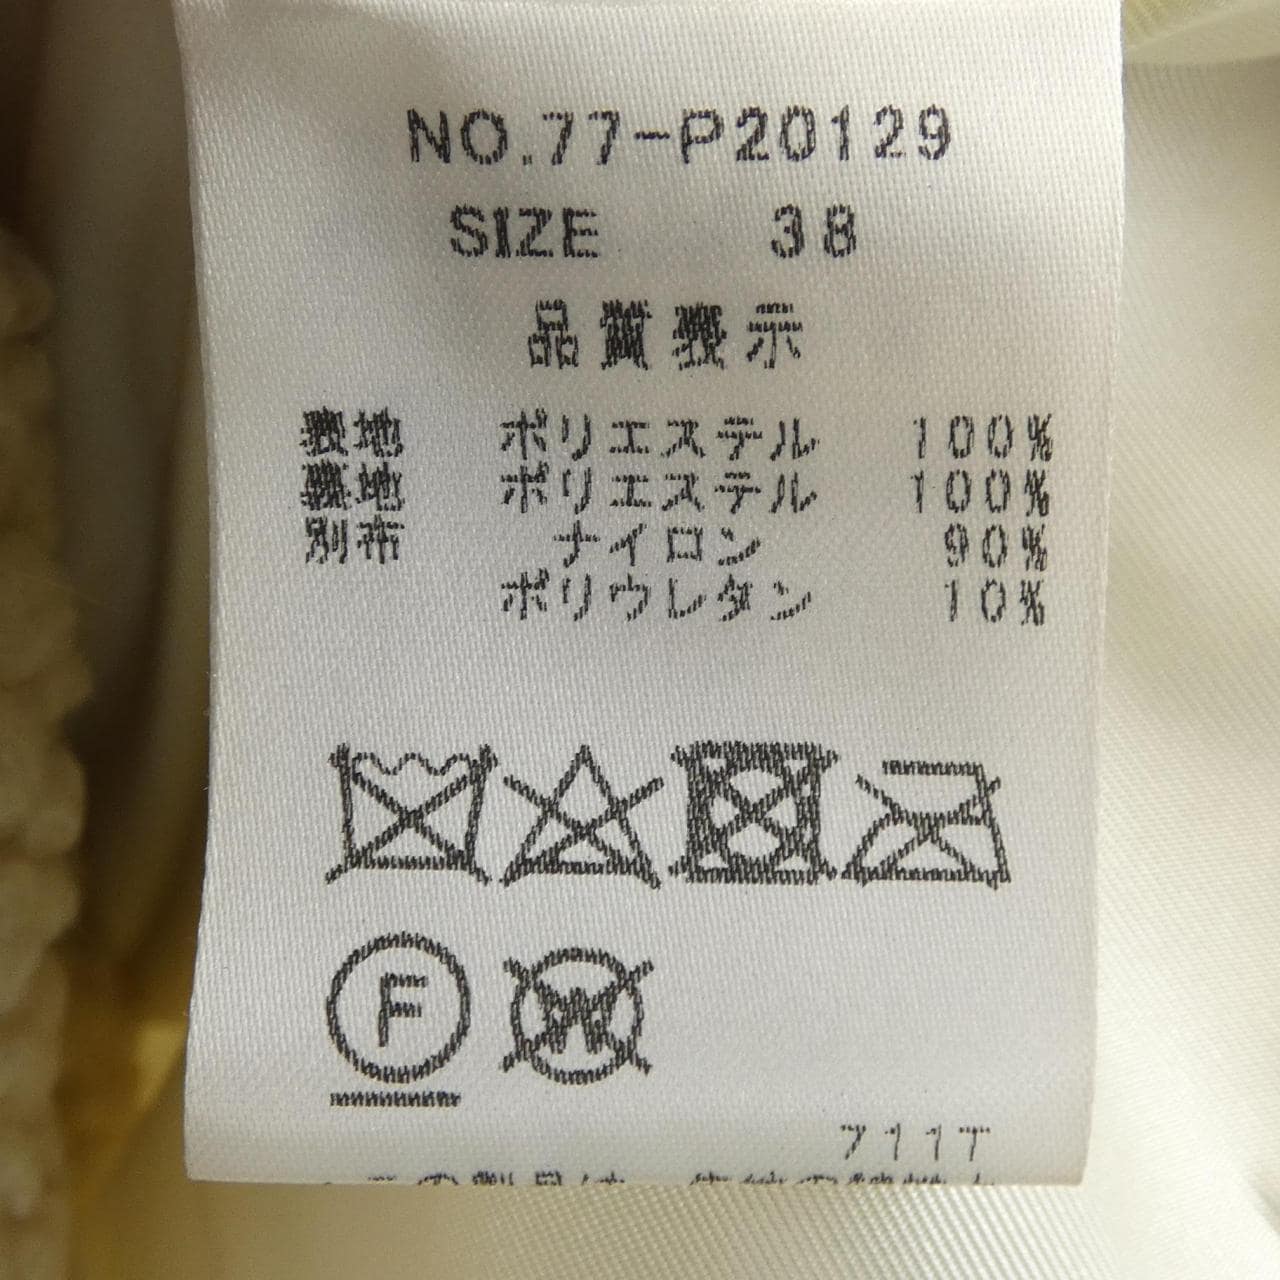 NO.77-P20129
SIZE 38
品質表示
表地 ポリエステル 100%
裏地 ポリエステル 100%
別布 ナイロン 90%
ポリウレタン 10%
F
W
711T